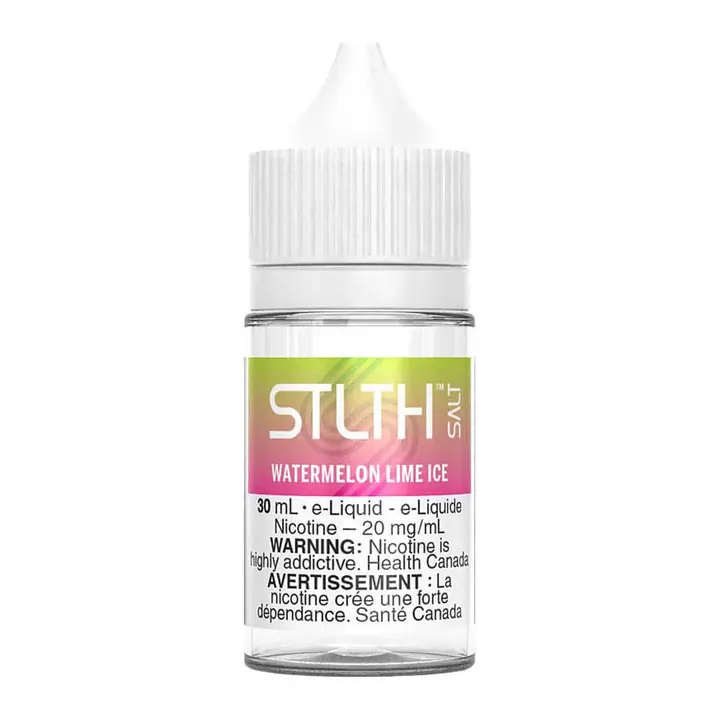 STLTH™ SALT
WATERMELON LIME ICE
30 mL • e-Liquid - e-Liquide
Nicotine — 20 mg/mL
WARNING: Nicotine is
highly addictive. Health Canada
AVERTISSEMENT : La
nicotine crée une forte
dépendance. Santé Canada